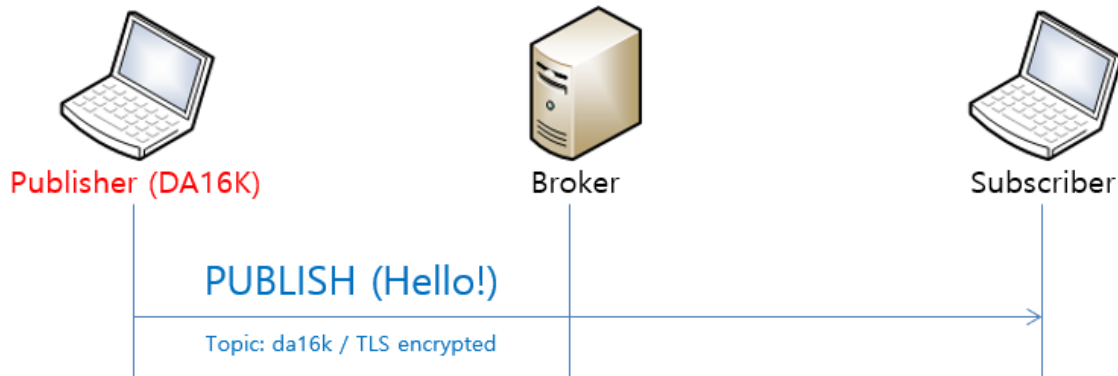 Publisher (DA16K)
Broker
Subscriber
PUBLISH (Hello!)
Topic: da16k / TLS encrypted